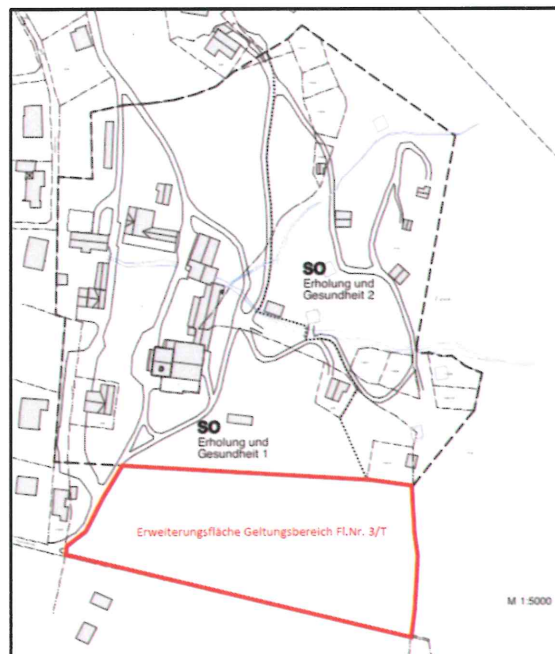 SO
Erholung und
Gesundheit 2
SO
Erholung und
Gesundheit 1
Erweiterungsfläche Geltungsbereich Fl.Nr. 3/T
M 1:5000